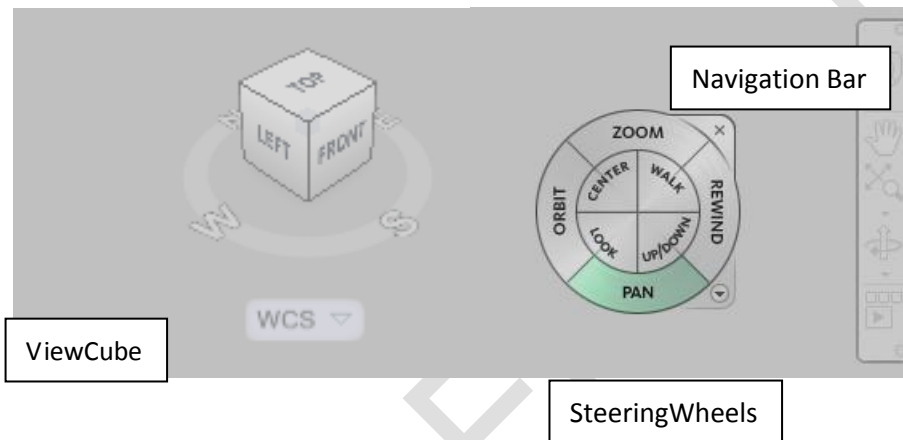 Navigation Bar
TOP
LEFT
FRONT
W
S
WCS
ViewCube
ZOOM
ORBIT
CENTER
WALK
REWIND
LOOK
UP/DOWN
PAN
SteeringWheels